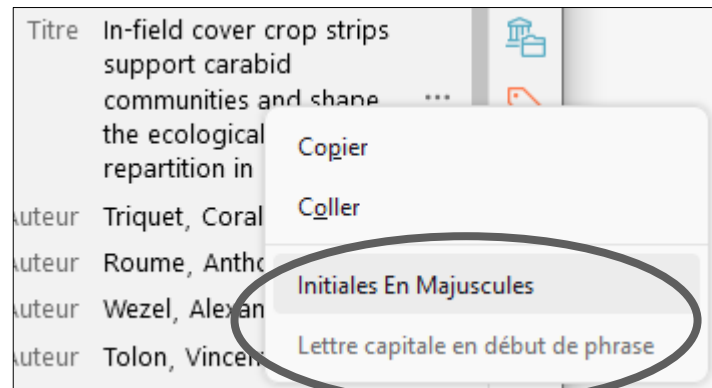 Titre In-field cover crop strips
support carabid
communities and shape ...
the ecological
repartition in
Auteur Triquet, Coral
Copier
Coller
Auteur Roume, Antho
Initiales En Majuscules
Auteur Wezel, Alexan
Lettre capitale en début de phrase
Auteur Tolon, Vincen